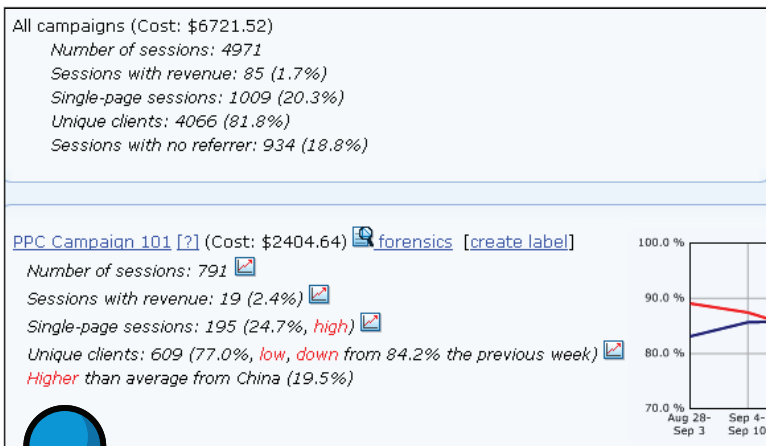 All campaigns (Cost: $6721.52)
Number of sessions: 4971
Sessions with revenue: 85 (1.7%)
Single-page sessions: 1009 (20.3%)
Unique clients: 4066 (81.8%)
Sessions with no referrer: 934 (18.8%)
PPC Campaign 101 [?] (Cost: $2404.64) forensics [create label]
Number of sessions: 791
Sessions with revenue: 19 (2.4%)
Single-page sessions: 195 (24.7%, high)
Unique clients: 609 (77.0%, low, down from 84.2% the previous week)
Higher than average from China (19.5%)
100.0 %
90.0 %
80.0 %
70.0 %
Aug 28- Sep 4-
Sep 3 Sep 10